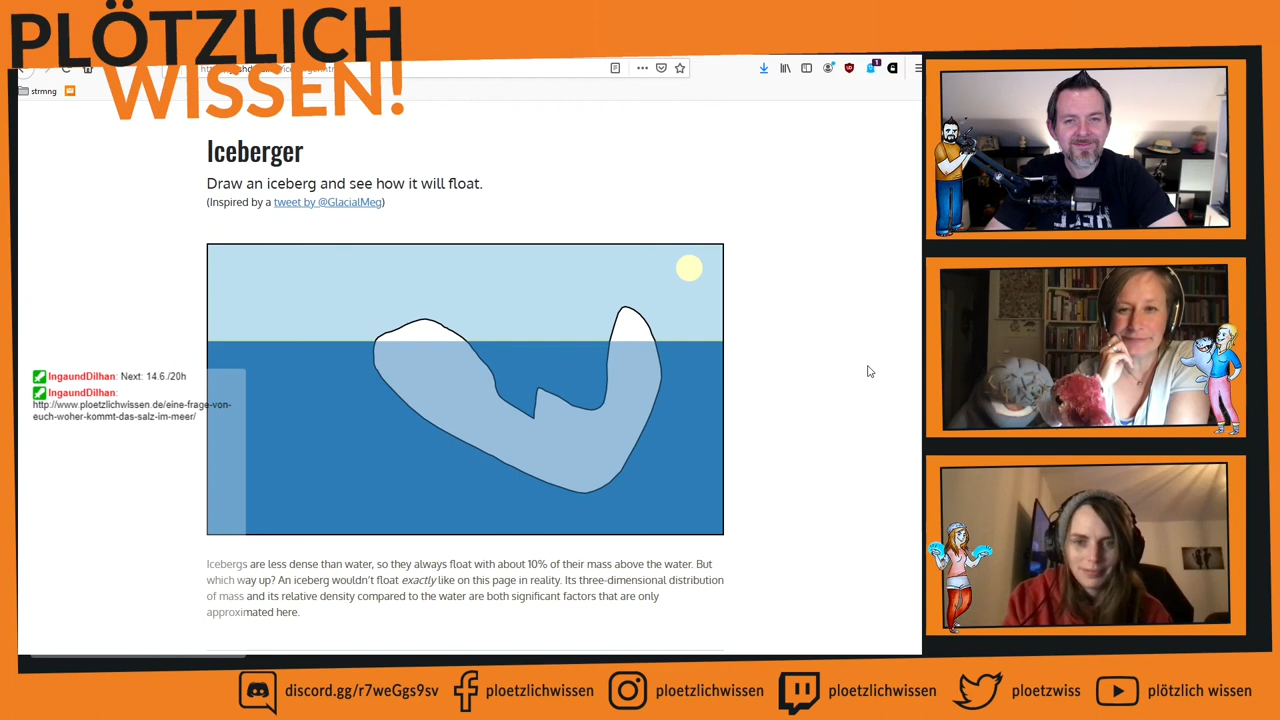 PLÖTZLICH
WISSEN!
strmng
Iceberger
Draw an iceberg and see how it will float.
(Inspired by a tweet by @GlacialMeg)
IngaundDilhan: Next: 14.6./20h
IngaundDilhan:
http://www.ploetzlichwissen.de/eine-frage-von-
euch-woher-kommt-das-salz-im-meer/
Icebergs are less dense than water, so they always float with about 10% of their mass above the water. But
which way up? An iceberg wouldn't float exactly like on this page in reality. Its three-dimensional distribution
of mass and its relative density compared to the water are both significant factors that are only
approximated here.
discord.gg/r7weGgs9sv ploetzlichwissen ploetzlichwissen ploetzlichwissen ploetzwiss plötzlich wissen